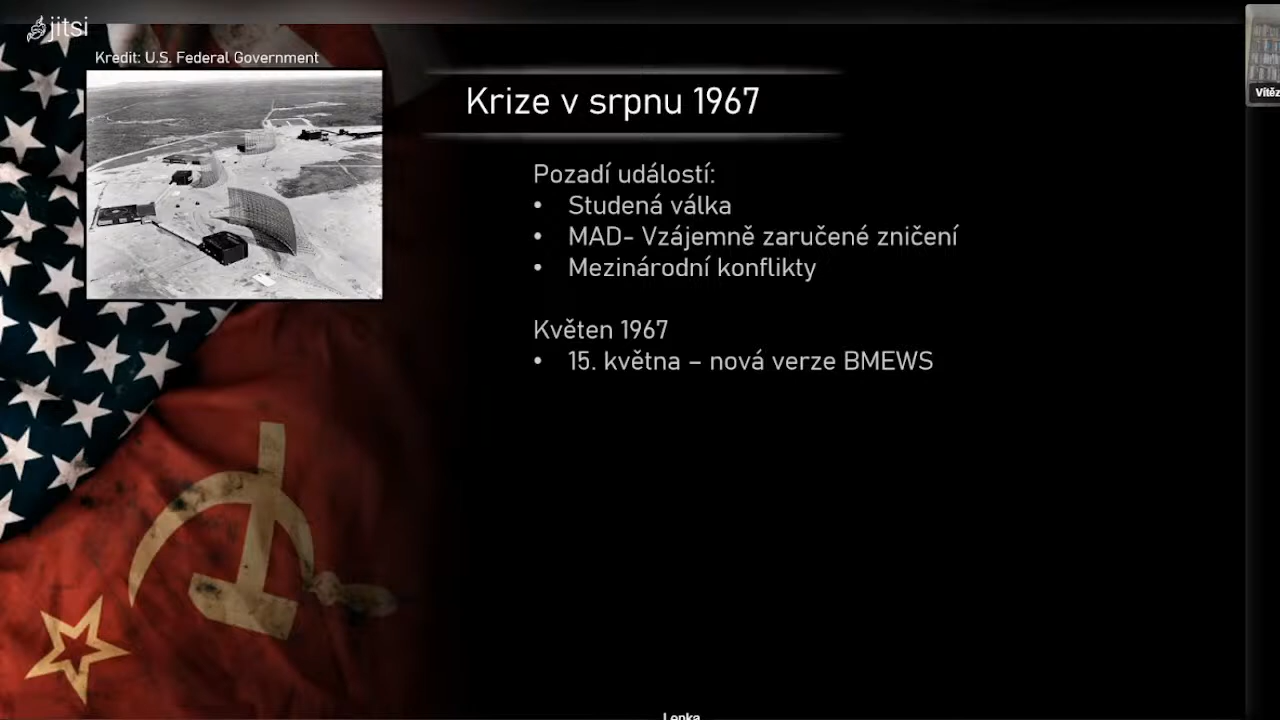 jitsi
Kredit: U.S. Federal Government
Krize v srpnu 1967
Pozadí událostí:
• Studená válka
• MAD- Vzájemně zaručené zničení
• Mezinárodní konflikty
Květen 1967
• 15. května – nová verze BMEWS
Vítěz
Lenka